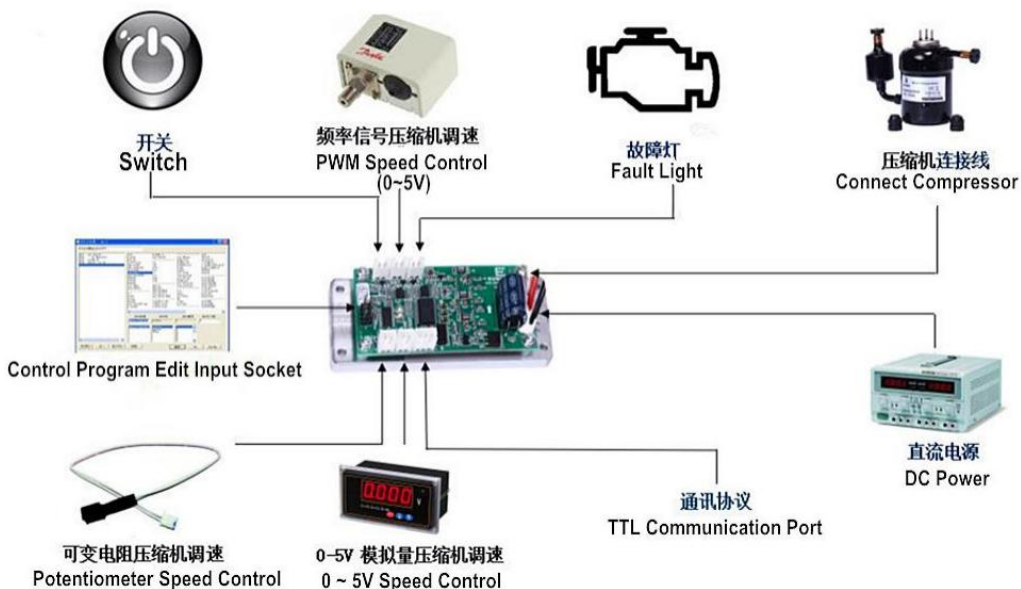 开关
Switch
频率信号压缩机调速
PWM Speed Control
(0~5V)
故障灯
Fault Light
压缩机连接线
Connect Compressor
Control Program Edit Input Socket
直流电源
DC Power
可变电阻压缩机调速
Potentiometer Speed Control
0.000
V
0-5V 模拟量压缩机调速
0 ~ 5V Speed Control
通讯协议
TTL Communication Port
Danfoss